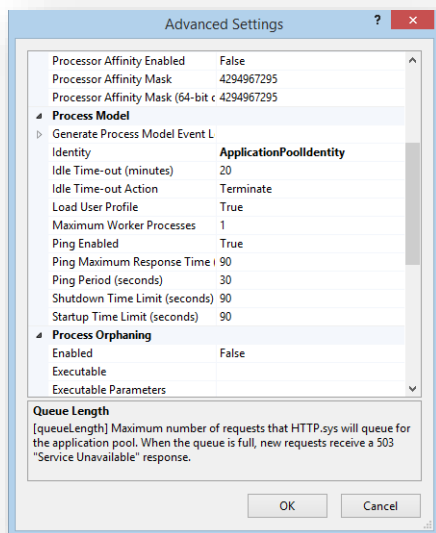 Advanced Settings
?
Processor Affinity Enabled False
Processor Affinity Mask 4294967295
Processor Affinity Mask (64-bit c 4294967295
Process Model
Generate Process Model Event L
Identity ApplicationPoolIdentity
Idle Time-out (minutes) 20
Idle Time-out Action Terminate
Load User Profile True
Maximum Worker Processes 1
Ping Enabled True
Ping Maximum Response Time ( 90
Ping Period (seconds) 30
Shutdown Time Limit (seconds) 90
Startup Time Limit (seconds) 90
Process Orphaning
Enabled False
Executable
Executable Parameters
Queue Length
[queueLength] Maximum number of requests that HTTP.sys will queue for
the application pool. When the queue is full, new requests receive a 503
"Service Unavailable" response.
OK Cancel